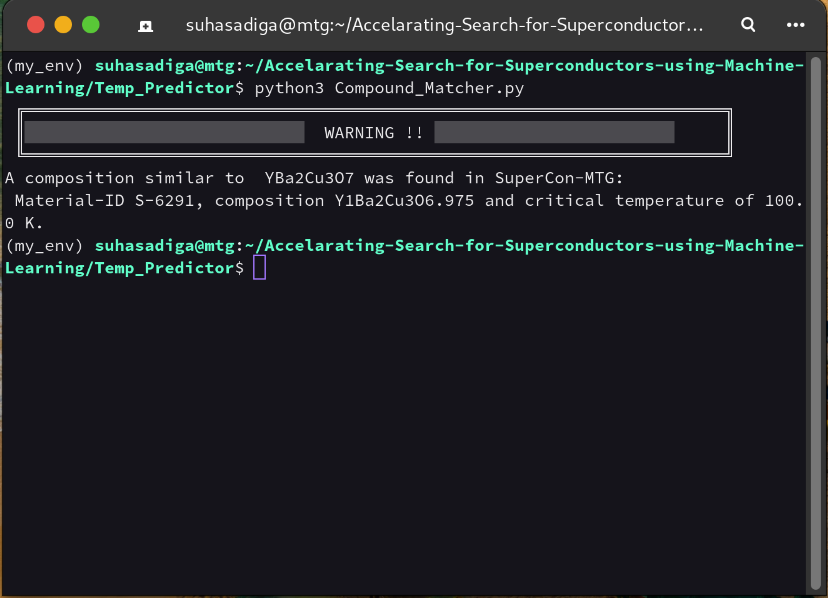 suhasadiga@mtg:~/Accelarating-Search-for-Superconductor...
(my_env) suhasadiga@mtg:~/Accelarating-Search-for-Superconductors-using-Machine-
Learning/Temp_Predictor$ python3 Compound_Matcher.py
WARNING !!
A composition similar to  YBa2Cu3O7 was found in SuperCon-MTG:
 Material-ID S-6291, composition Y1Ba2Cu3O6.975 and critical temperature of 100.
0 K.
(my_env) suhasadiga@mtg:~/Accelarating-Search-for-Superconductors-using-Machine-
Learning/Temp_Predictor$